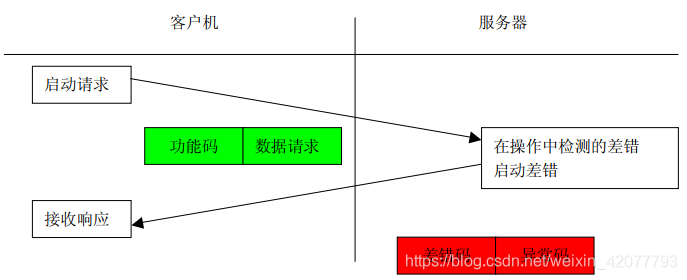 客户机
服务器
启动请求
功能码
数据请求
在操作中检测的差错
启动差错
接收响应
差错码
异常码
https://blog.csdn.net/weixin_42077793